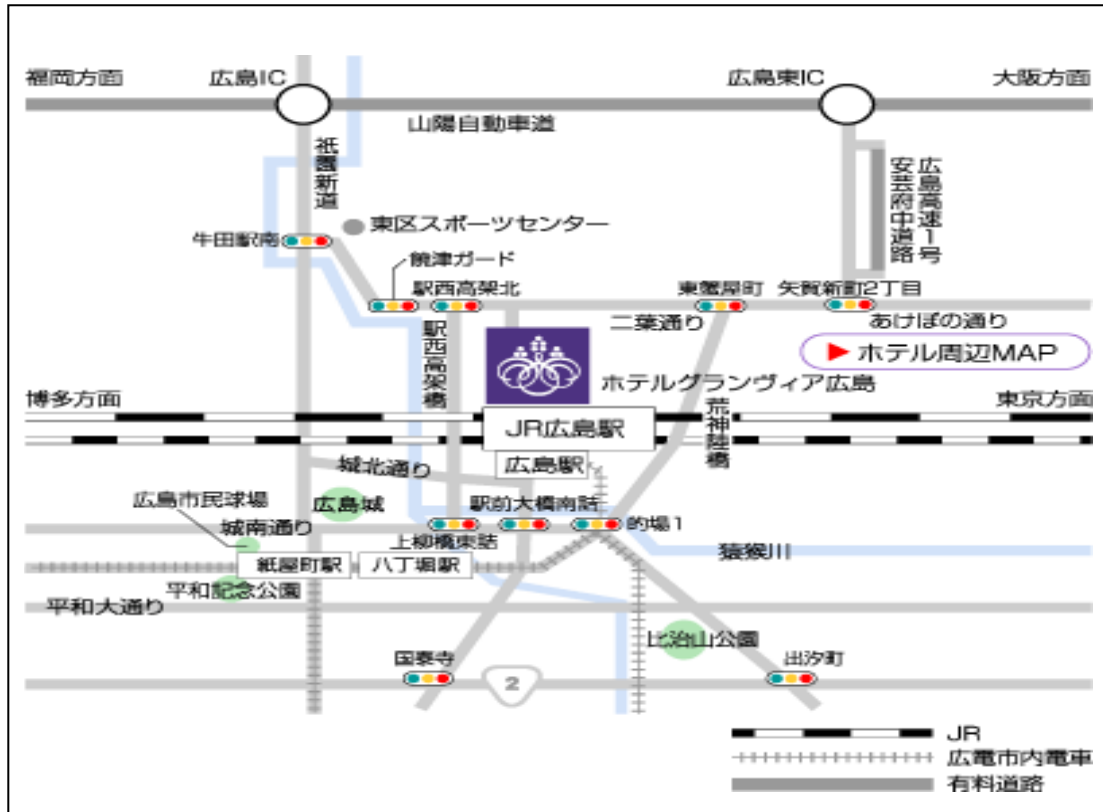 福岡方面
広島IC
広島東IC
大阪方面
山陽自動車道
祇園新道
広島高速1号
安芸府中道路
東区スポーツセンター
牛田駅南
饒津ガード
駅西高架北
東蟹屋町
矢賀新町2丁目
二葉通り
あけぼの通り
駅西高架橋
ホテル周辺MAP
ホテルグランヴィア広島
博多方面
東京方面
荒神陸橋
JR広島駅
広島駅
城北通り
広島市民球場
広島城
駅前大橋南詰
城南通り
的場1
上柳橋東詰
猿猴川
紙屋町駅
八丁堀駅
平和記念公園
平和大通り
比治山公園
国泰寺
出汐町
2
JR
広電市内電車
有料道路